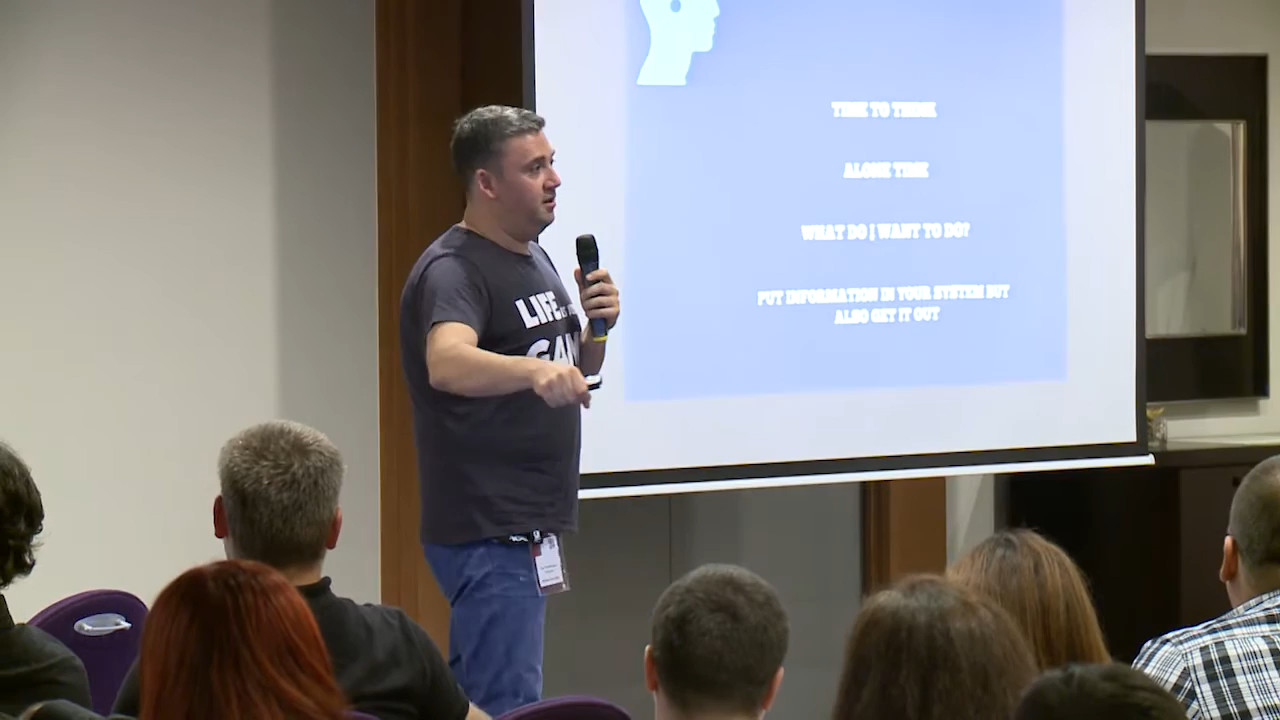 TIME TO THINK
ALONE TIME
WHAT DO I WANT TO DO?
PUT INFORMATION IN YOUR SYSTEM BUT
ALSO GET IT OUT
LIFE
GAM